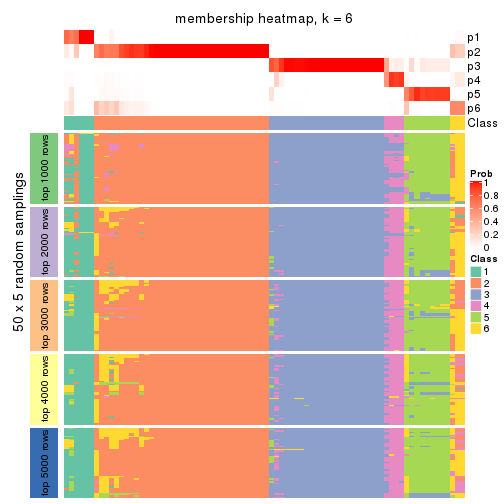 membership heatmap, k = 6
p1
p2
p3
p4
p5
p6
Class
50 x 5 random samplings
top 1000 rows
top 2000 rows
top 3000 rows
top 4000 rows
top 5000 rows
Prob
1
0.8
0.6
0.4
0.2
0
Class
1
2
3
4
5
6